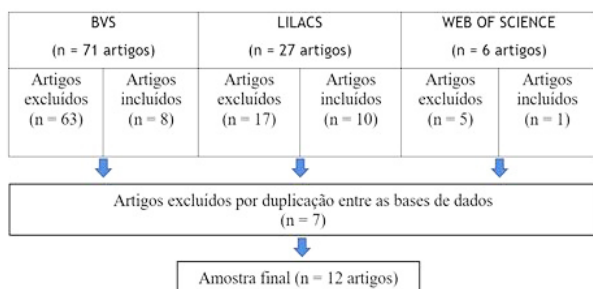 BVS
(n = 71 artigos)
LILACS
(n = 27 artigos)
WEB OF SCIENCE
(n = 6 artigos)
Artigos
excluídos
(n = 63)
Artigos
incluídos
(n = 8)
Artigos
excluídos
(n = 17)
Artigos
incluídos
(n = 10)
Artigos
excluídos
(n = 5)
Artigos
incluídos
(n = 1)
Artigos excluídos por duplicação entre as bases de dados
(n = 7)
Amostra final (n = 12 artigos)